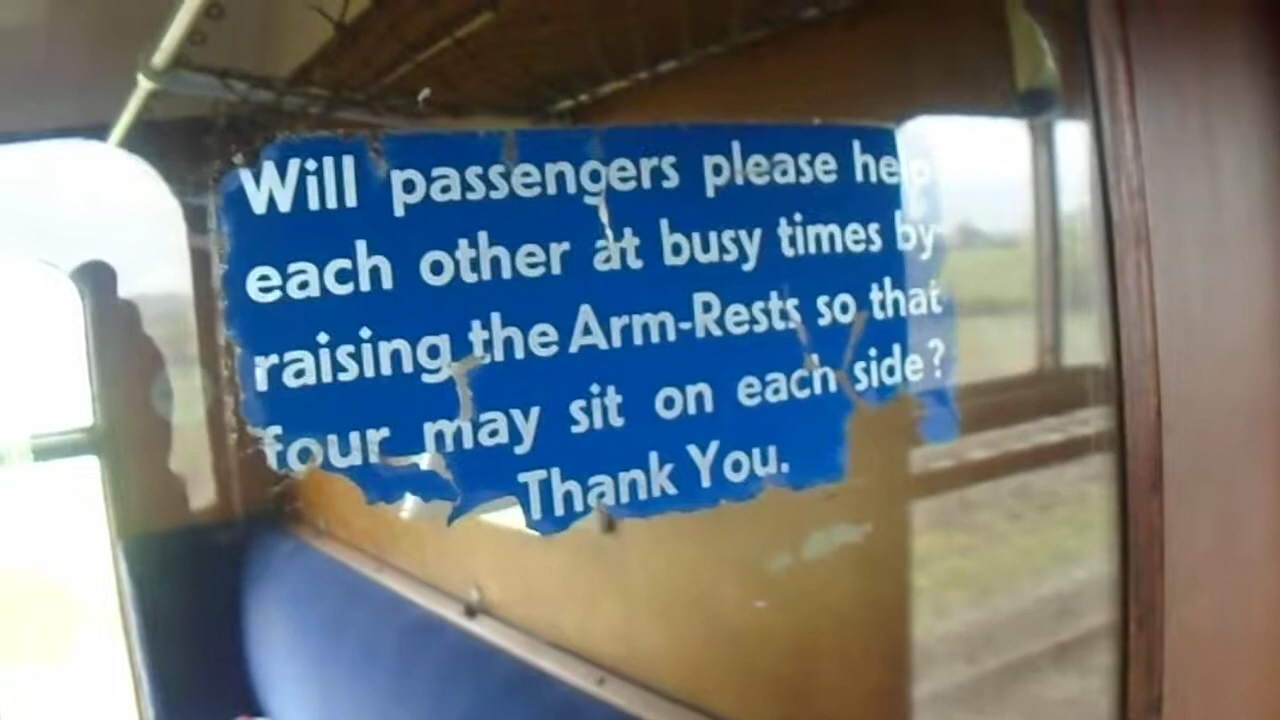 Will passengers please help
each other at busy times by
raising the Arm-Rests so that
four may sit on each side?
Thank You.